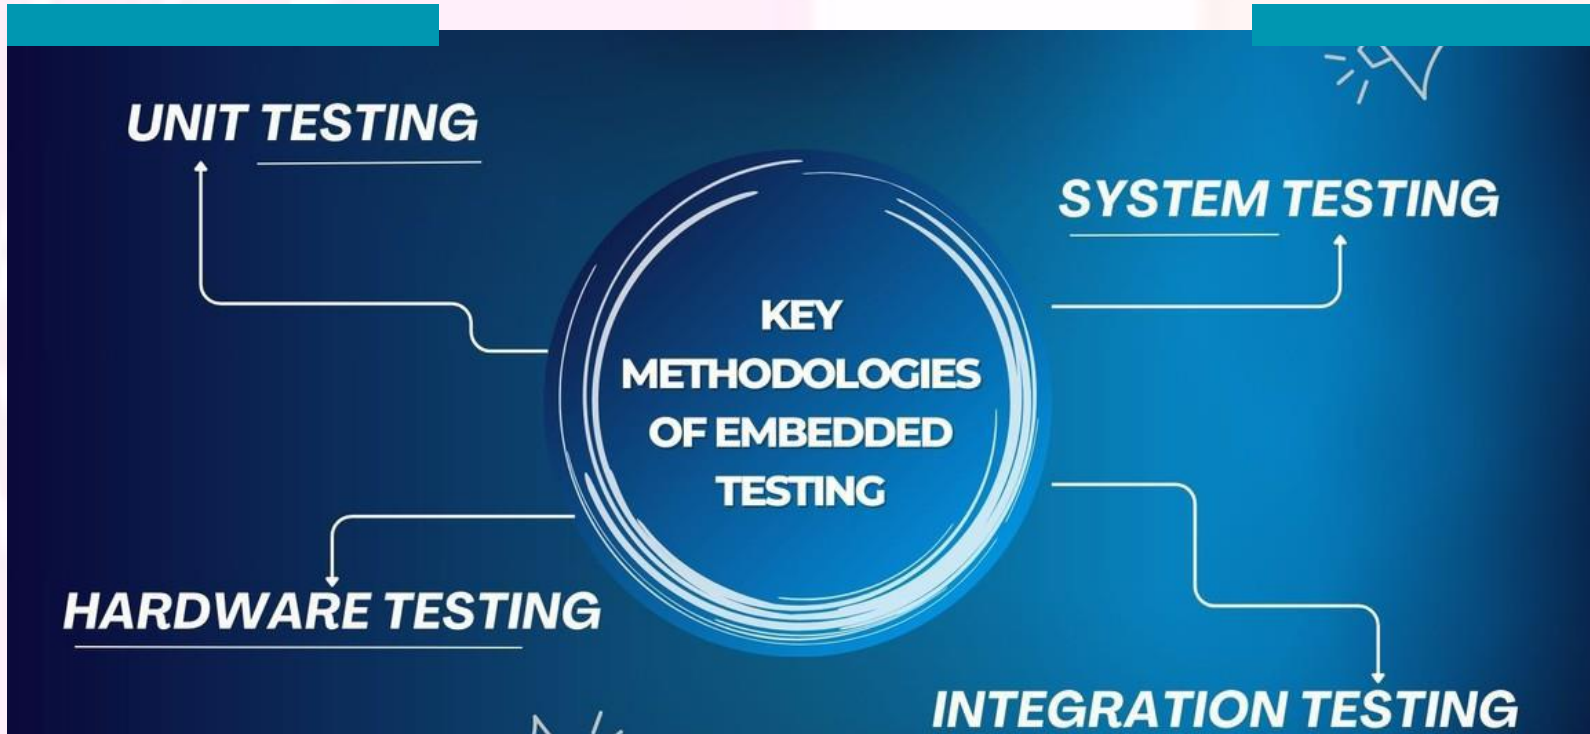 UNIT TESTING
SYSTEM TESTING
KEY
METHODOLOGIES
OF EMBEDDED
TESTING
HARDWARE TESTING
INTEGRATION TESTING